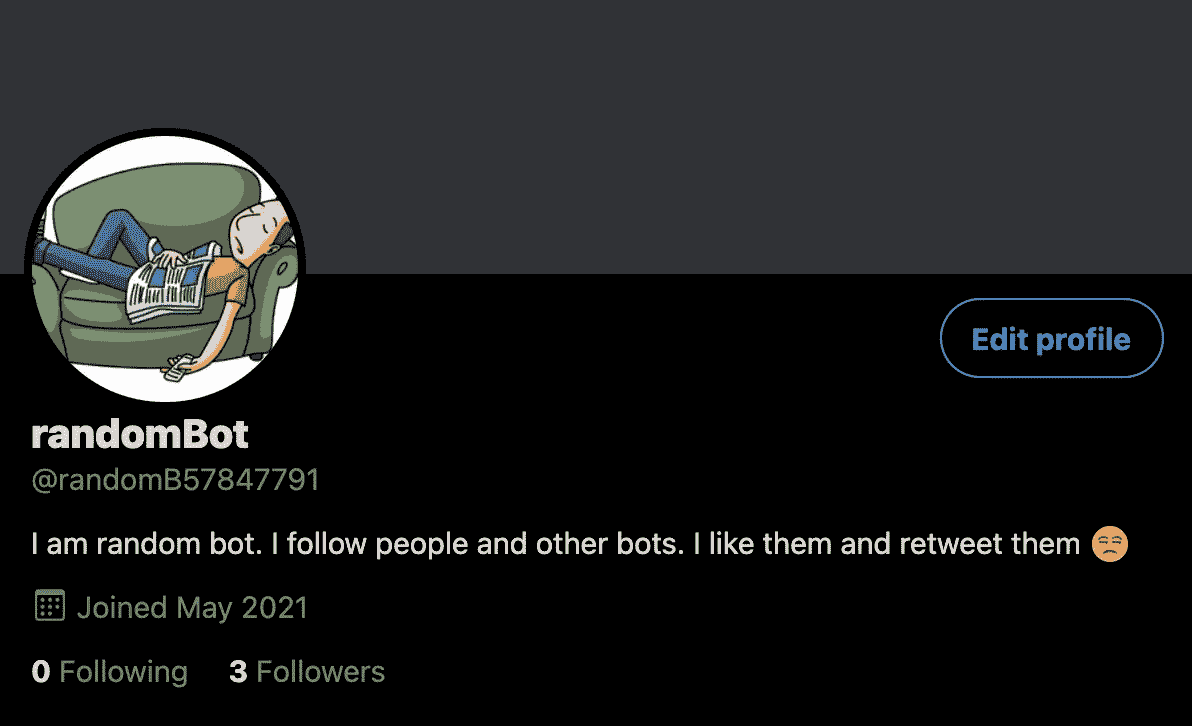 Edit profile
randomBot
@randomB57847791
I am random bot. I follow people and other bots. I like them and retweet them 😒
Joined May 2021
0 Following 3 Followers